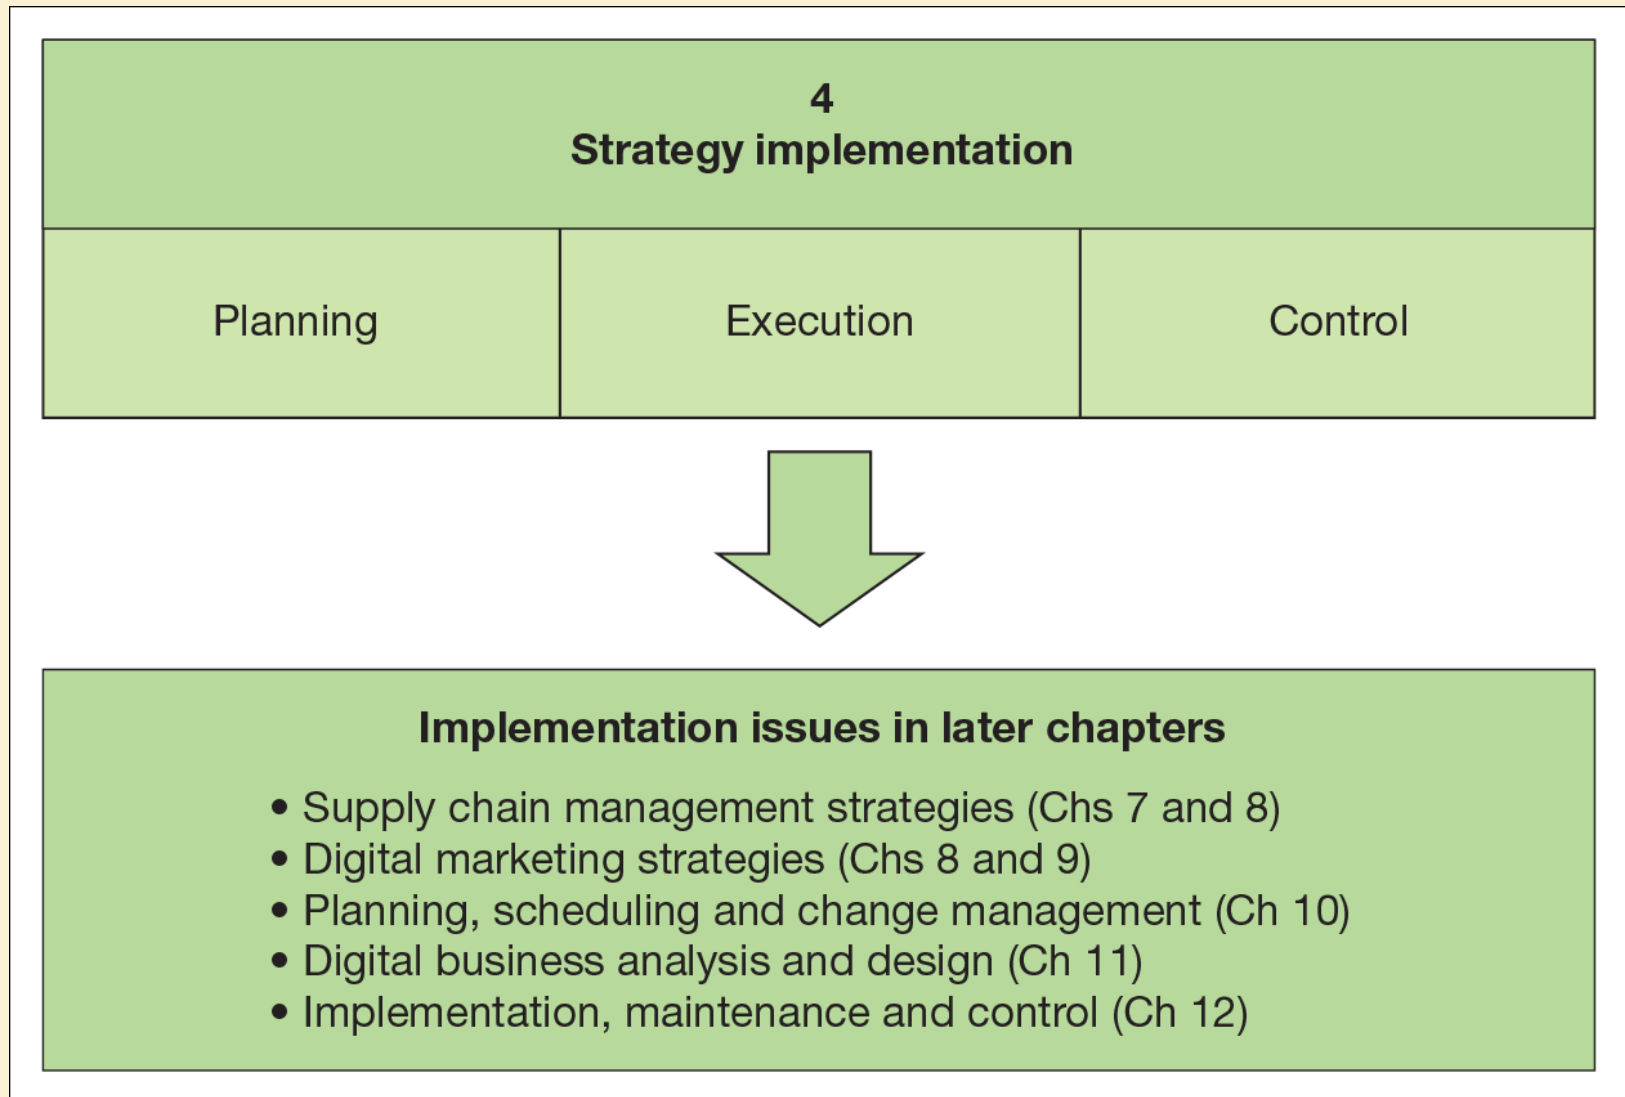 4
Strategy implementation
Planning
Execution
Control
Implementation issues in later chapters
• Supply chain management strategies (Chs 7 and 8)
• Digital marketing strategies (Chs 8 and 9)
• Planning, scheduling and change management (Ch 10)
• Digital business analysis and design (Ch 11)
• Implementation, maintenance and control (Ch 12)